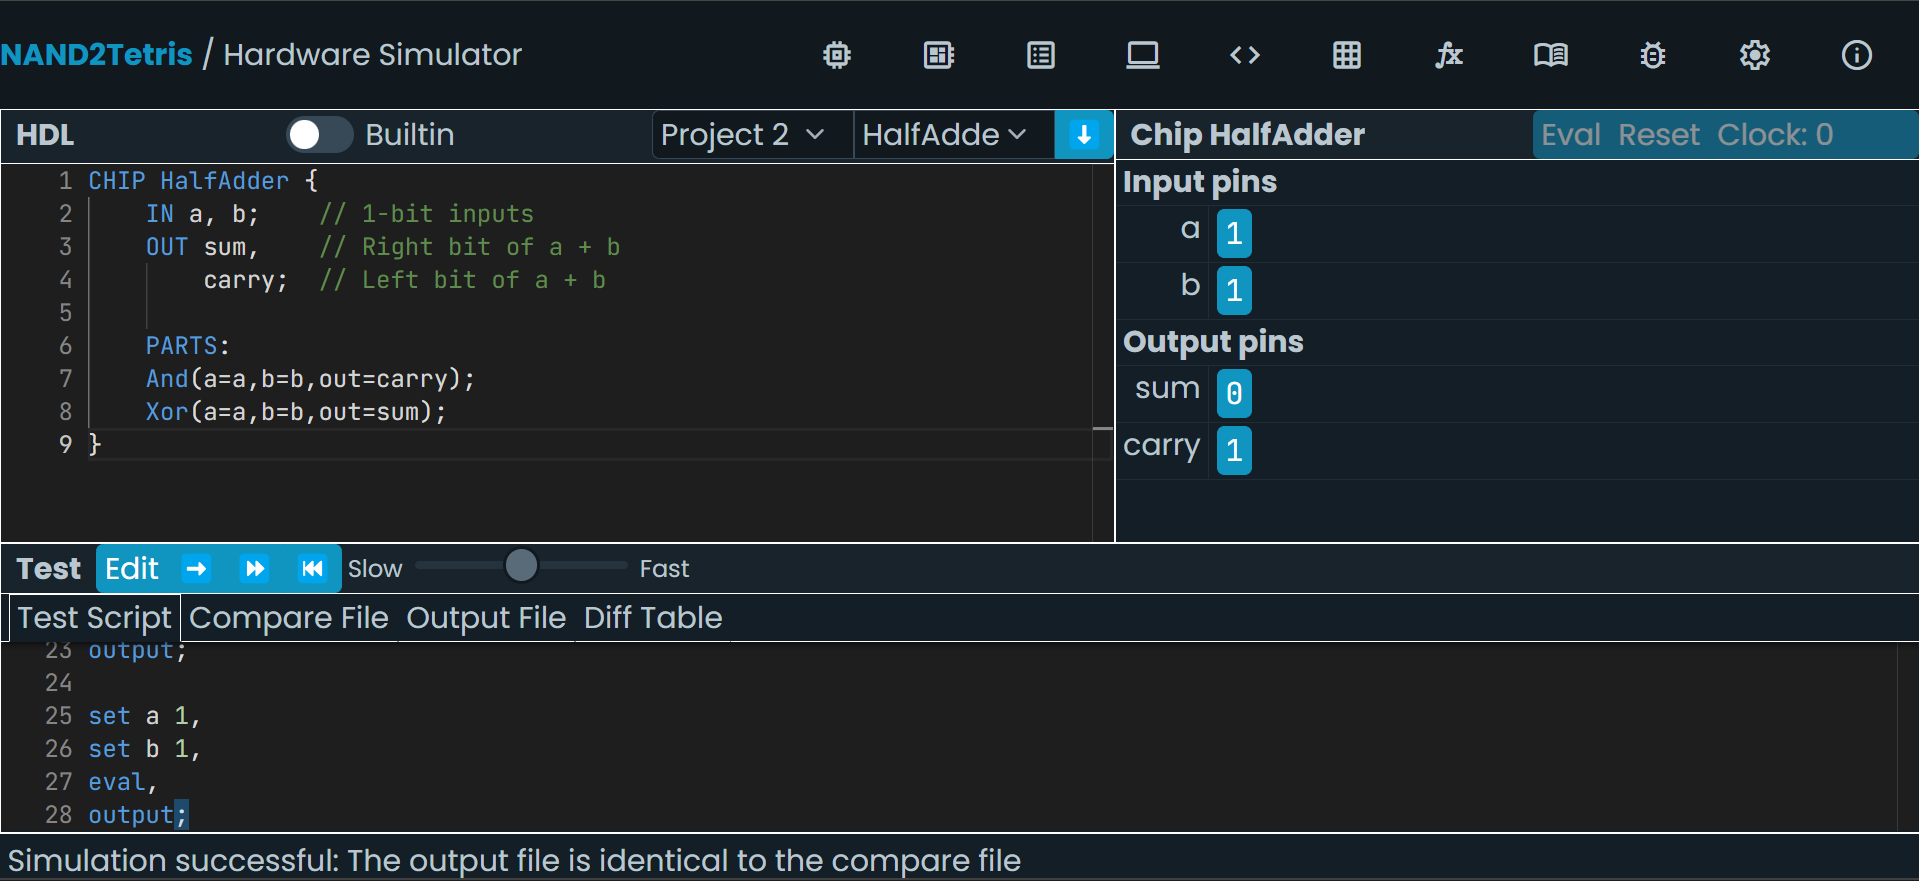 NAND2Tetris / Hardware Simulator
HDL Builtin Project 2 HalfAdde
Chip HalfAdder Eval Reset Clock: 0
1 CHIP HalfAdder {
2 IN a, b; // 1-bit inputs
3 OUT sum, // Right bit of a + b
4 carry; // Left bit of a + b
5
6 PARTS:
7 And(a=a,b=b,out=carry);
8 Xor(a=a,b=b,out=sum);
9 }
Input pins
a 1
b 1
Output pins
sum 0
carry 1
Test Edit Slow Fast
Test Script Compare File Output File Diff Table
23 output;
24
25 set a 1,
26 set b 1,
27 eval,
28 output;
Simulation successful: The output file is identical to the compare file